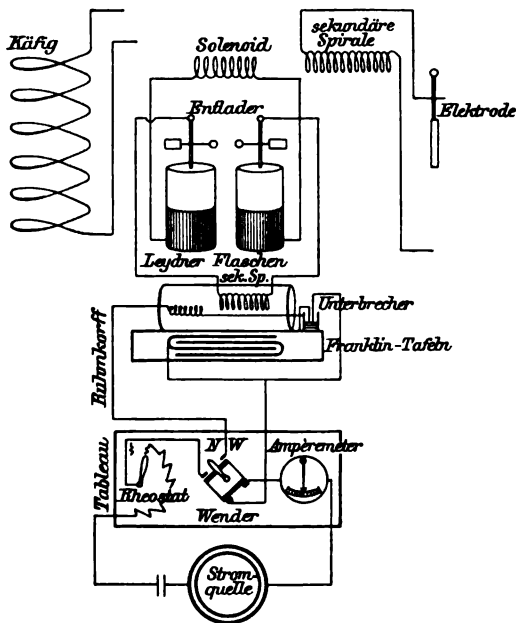 Käfig
Solenoid
sekundäre
Spirale
Elektrode
Enflader
Leydner Flaschen
sek. Sp.
Unterbrecher
Franklin-Tafeln
Ruhmkorff
Tableau
N W
Ampèremeter
Rheostat
Wender
Strom-
quelle